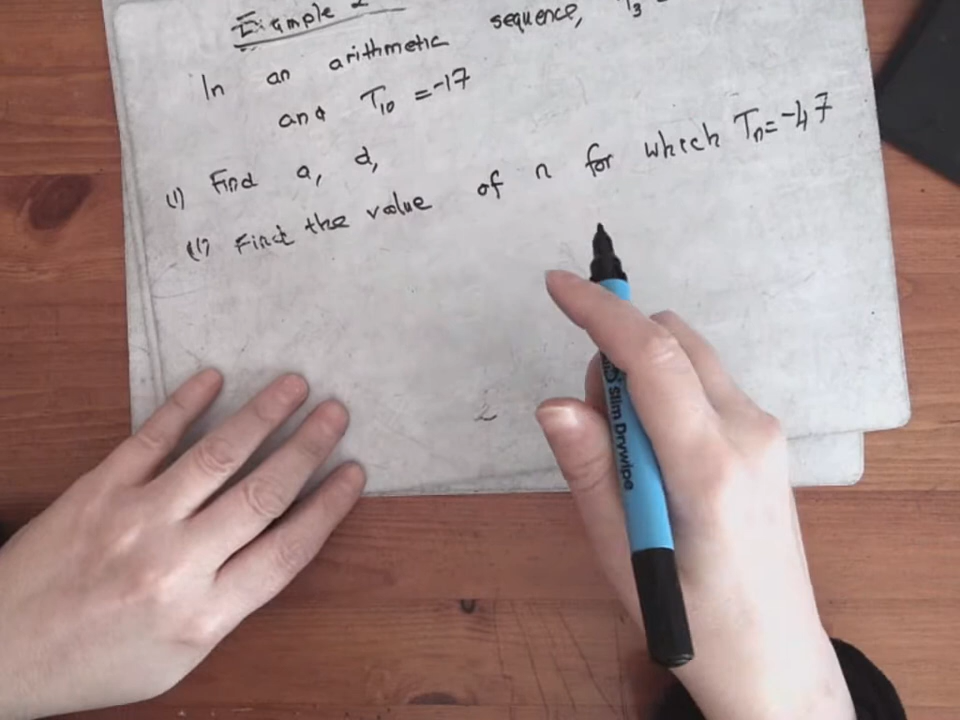 Example 2
In an arithmetic sequence, T₃ =
and T₁₀ = -17
(i) Find a, d,
(ii) Find the value of n for which Tₙ = -47
Slim Drywipe